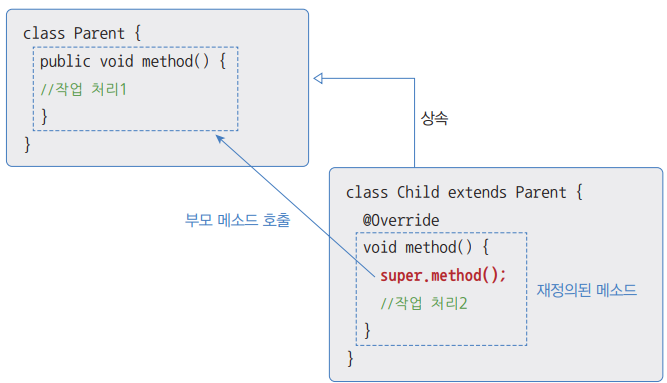 class Parent {
public void method() {
//작업 처리1
}
}
상속
부모 메소드 호출
class Child extends Parent {
@Override
void method() {
super.method();
//작업 처리2
}
}
재정의된 메소드